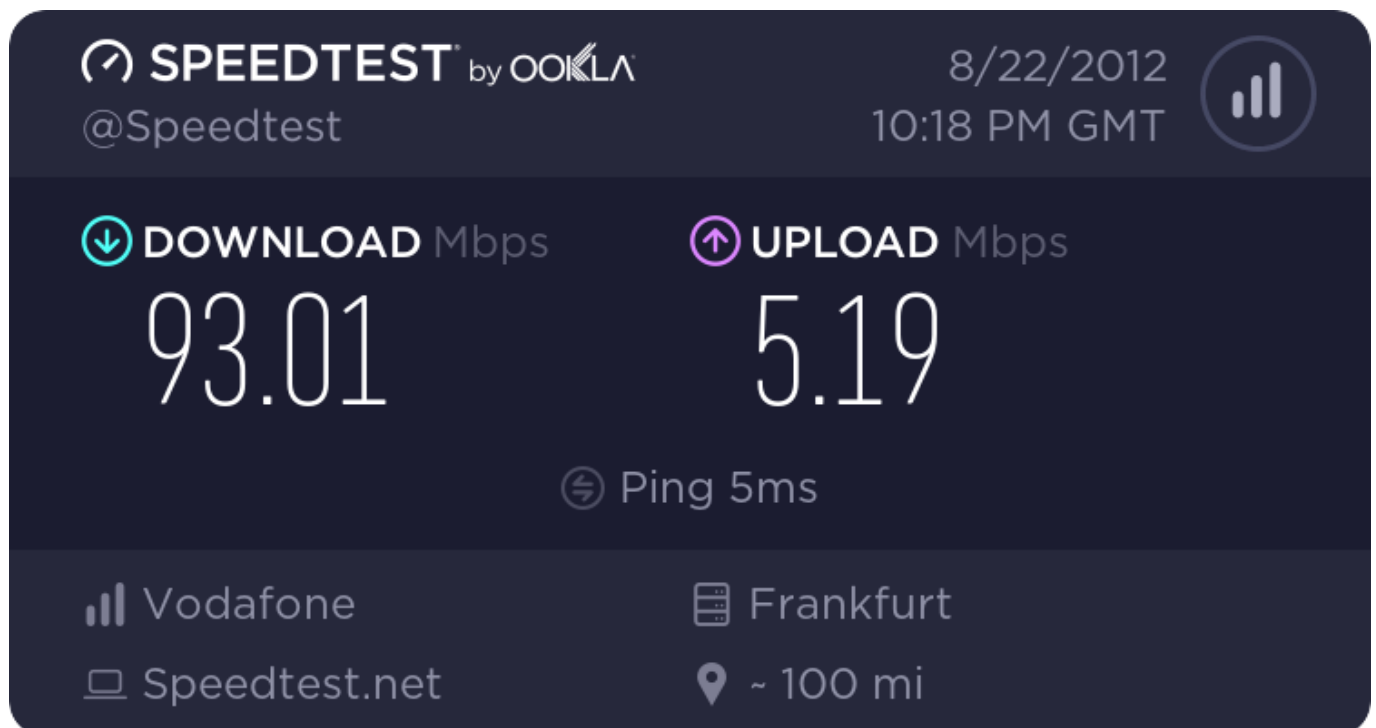 SPEEDTEST® by OOKLA®
@Speedtest
8/22/2012
10:18 PM GMT
DOWNLOAD Mbps
93.01
UPLOAD Mbps
5.19
Ping 5ms
Vodafone
Frankfurt
Speedtest.net
~ 100 mi